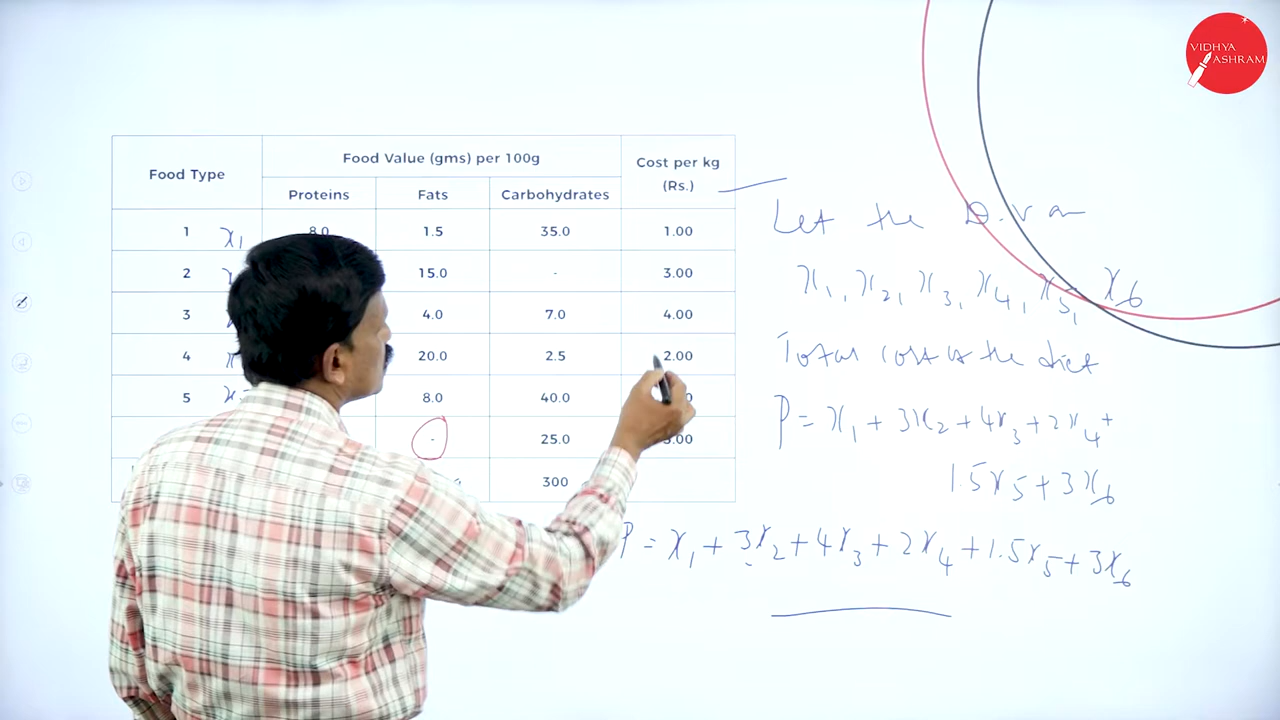 VIDHYA
ASHRAM
Food Type
Food Value (gms) per 100g
Cost per kg
(Rs.)
Proteins Fats Carbohydrates
1 x1 8.0 1.5 35.0 1.00
2 15.0 - 3.00
3 4.0 7.0 4.00
4 20.0 2.5 2.00
5 8.0 40.0
- 25.0 3.00
300
Let the D.V are
x1, x2, x3, x4, x5, x6
Total cost is the diet
P = x1 + 3x2 + 4x3 + 2x4 +
1.5x5 + 3x6
P = x1 + 3x2 + 4x3 + 2x4 + 1.5x5 + 3x6